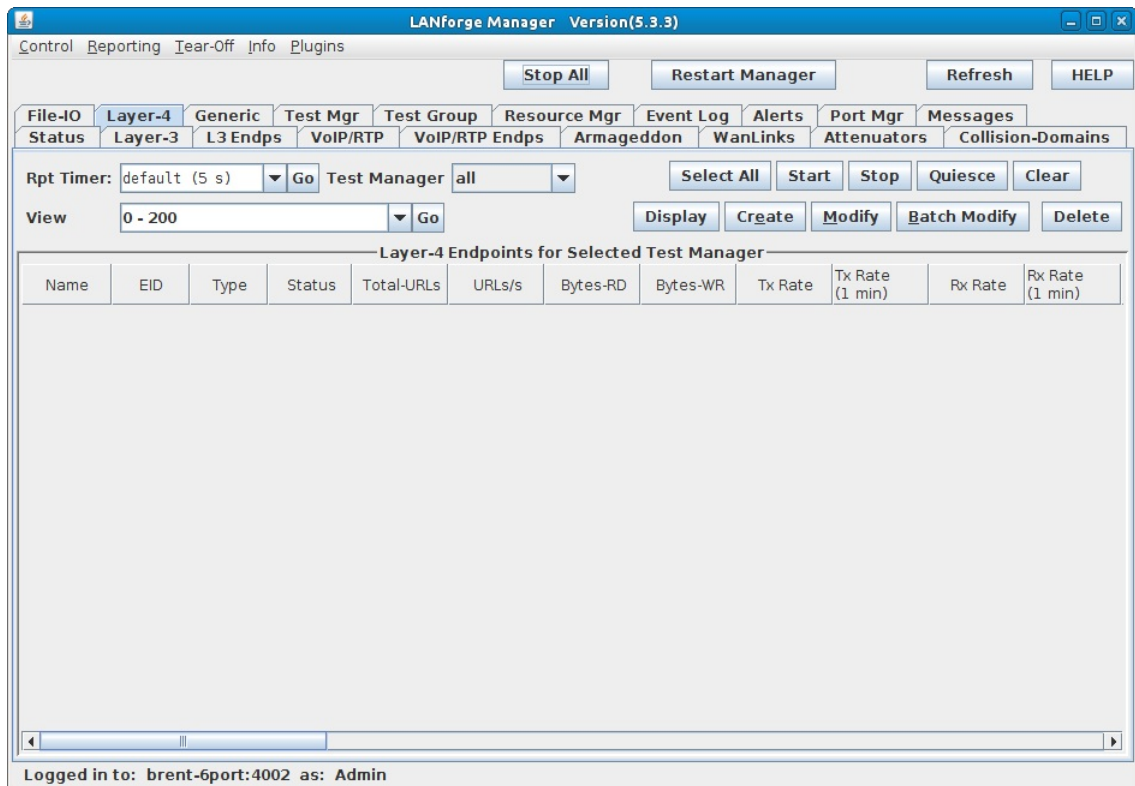 LANforge Manager Version(5.3.3)
Control Reporting Tear-Off Info Plugins
Stop All Restart Manager Refresh HELP
File-IO Layer-4 Generic Test Mgr Test Group Resource Mgr Event Log Alerts Port Mgr Messages
Status Layer-3 L3 Endps VoIP/RTP VoIP/RTP Endps Armageddon WanLinks Attenuators Collision-Domains
Rpt Timer: default (5 s) Go Test Manager all Select All Start Stop Quiesce Clear
View 0 - 200 Go Display Create Modify Batch Modify Delete
Layer-4 Endpoints for Selected Test Manager
Name EID Type Status Total-URLs URLs/s Bytes-RD Bytes-WR Tx Rate Tx Rate (1 min) Rx Rate Rx Rate (1 min)
Logged in to: brent-6port:4002 as: Admin